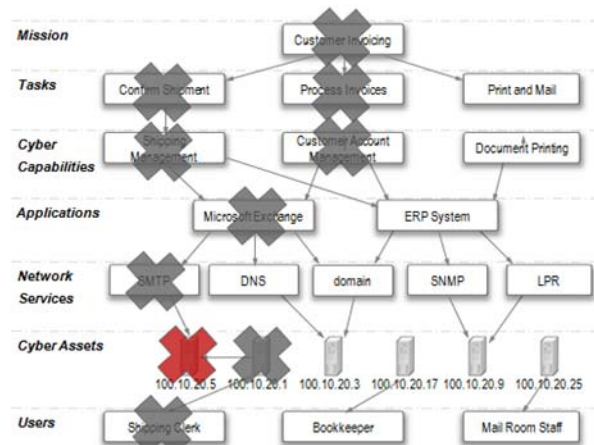 Mission
Customer Invoicing
Tasks
Confirm Shipment Process Invoices Print and Mail
Cyber Capabilities
Shipping Management Customer Account Management Document Printing
Applications
Microsoft Exchange ERP System
Network Services
SMTP DNS domain SNMP LPR
Cyber Assets
100.10.20.5 100.10.20.1 100.10.20.3 100.10.20.17 100.10.20.9 100.10.20.25
Users
Shipping Clerk Bookkeeper Mail Room Staff